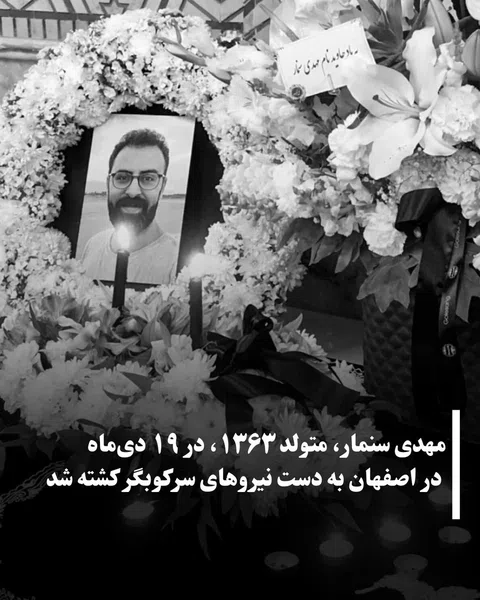 مهدی سنمار، متولد ۱۳۶۳، در ۱۹ دی‌ماه
در اصفهان به دست نیروهای سرکوبگر کشته شد